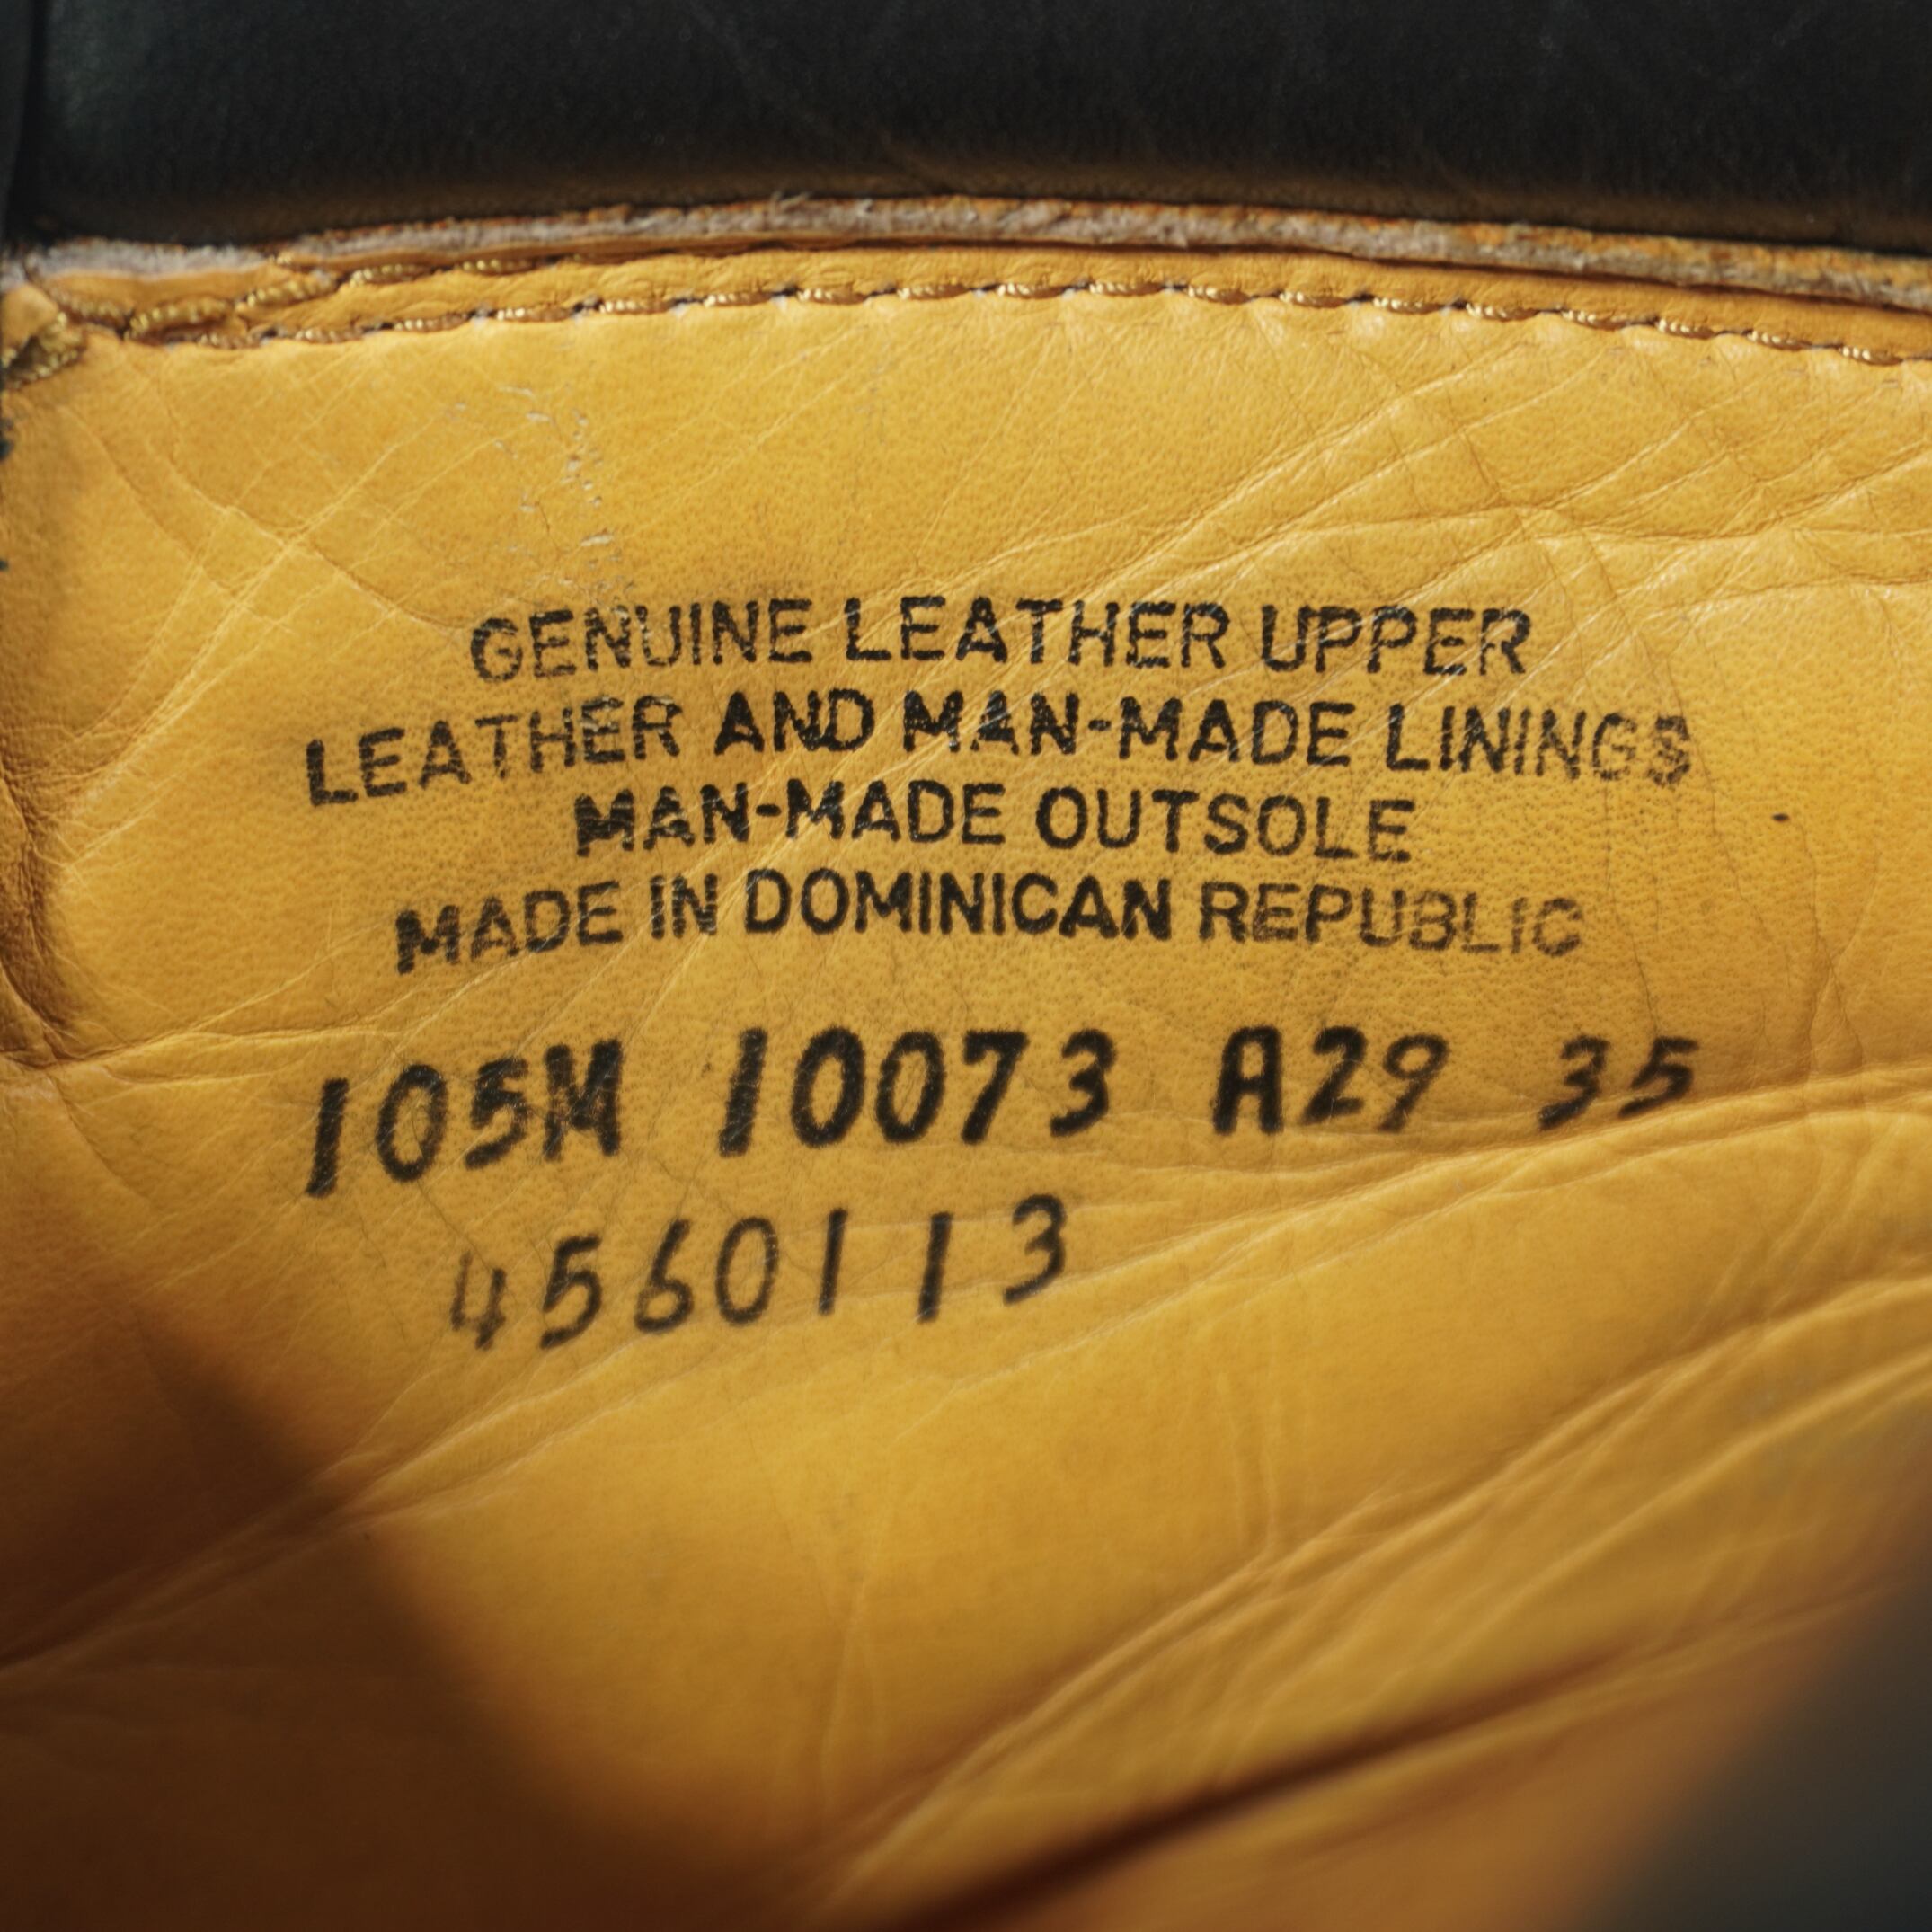 GENUINE LEATHER UPPER
LEATHER AND MAN-MADE LININGS
MAN-MADE OUTSOLE
MADE IN DOMINICAN REPUBLIC
105M 10073 A29 35
4560113